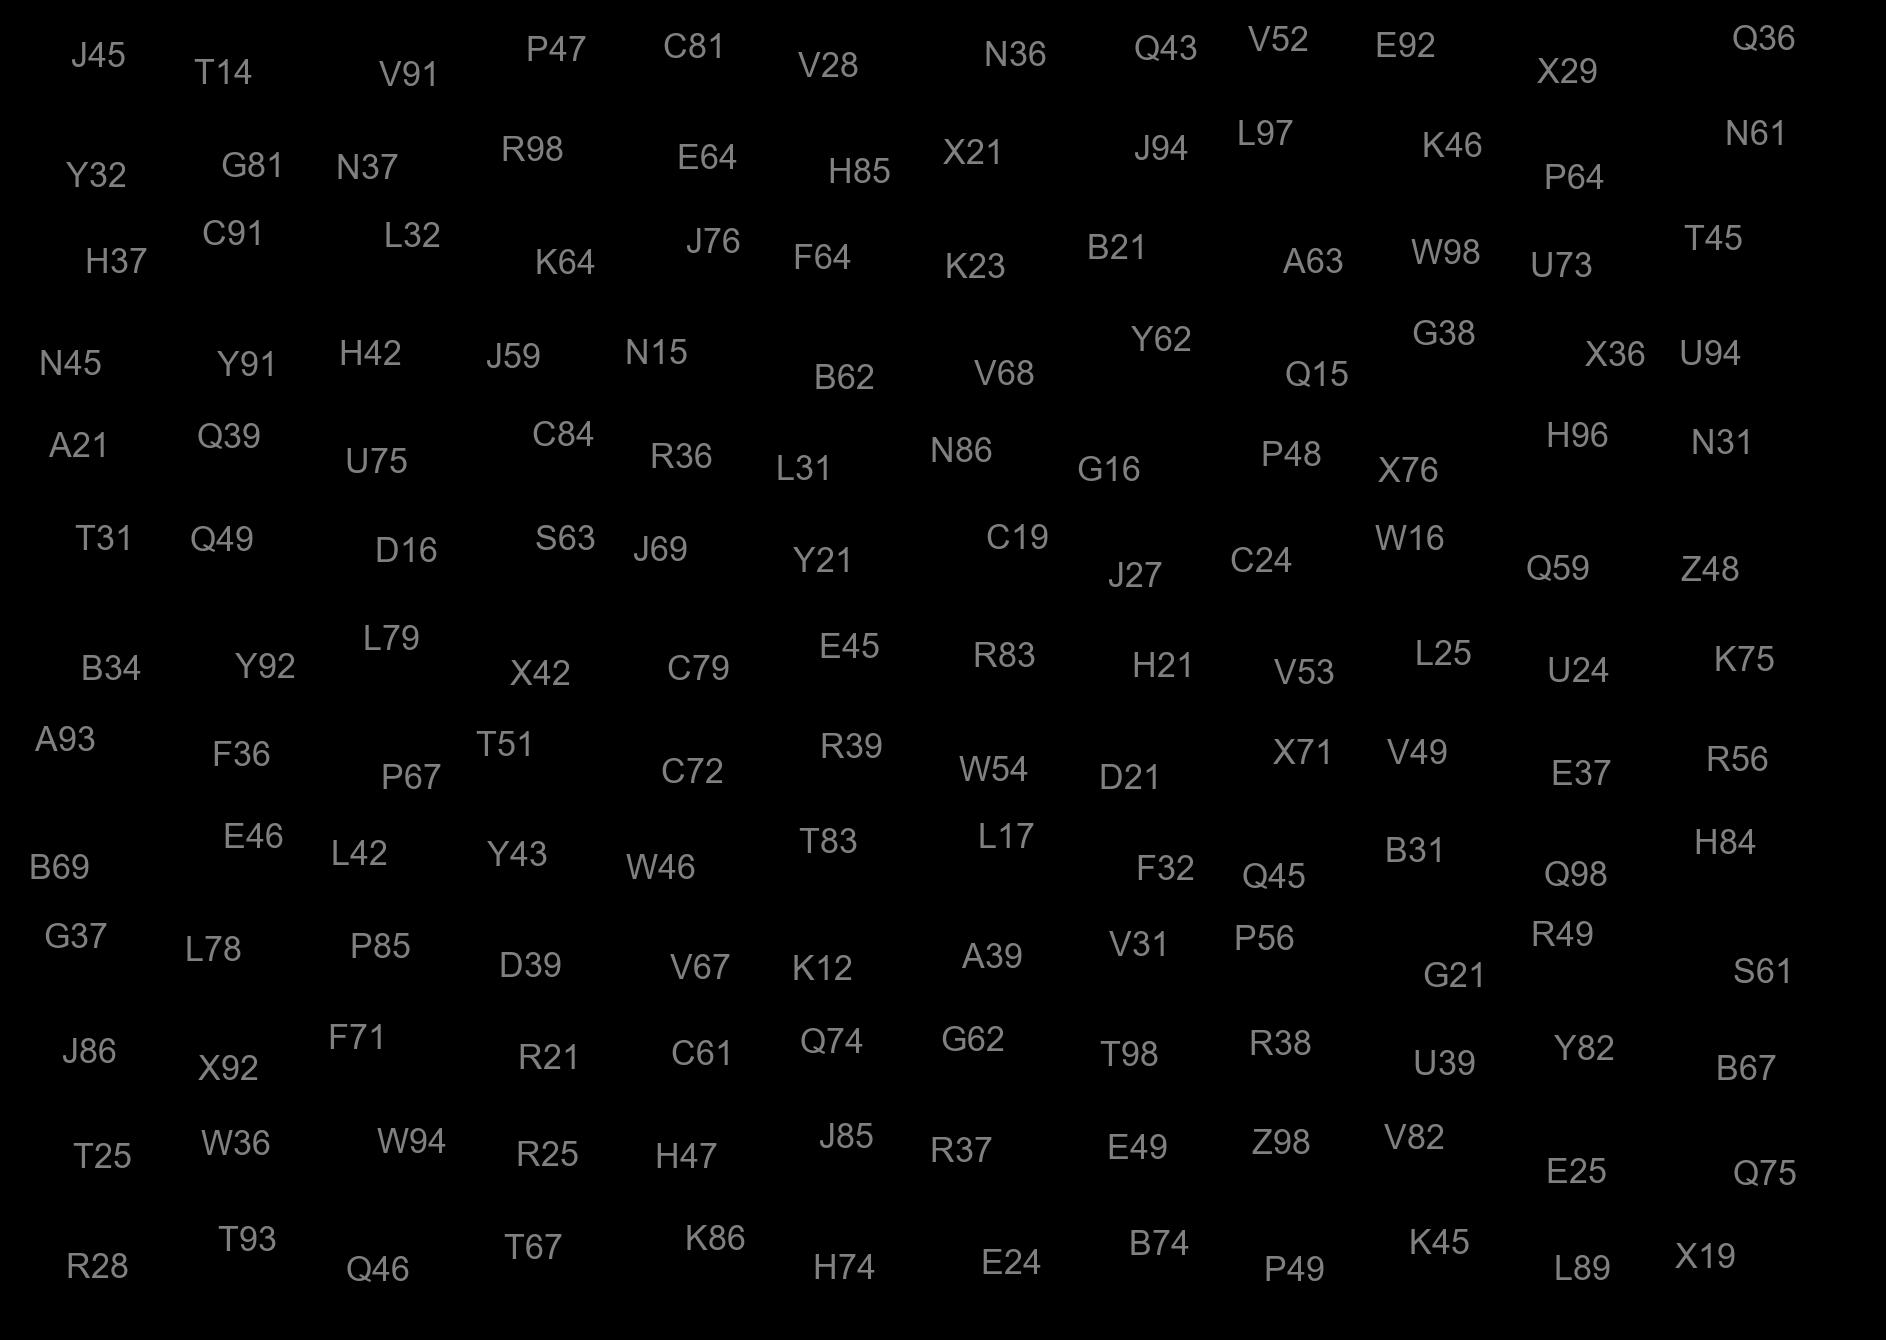 J45 T14 V91 P47 C81 V28 N36 Q43 V52 E92 X29 Q36
Y32 G81 N37 R98 E64 H85 X21 J94 L97 K46 P64 N61
H37 C91 L32 K64 J76 F64 K23 B21 A63 W98 U73 T45
N45 Y91 H42 J59 N15 B62 V68 Y62 Q15 G38 X36 U94
A21 Q39 U75 C84 R36 L31 N86 G16 P48 X76 H96 N31
T31 Q49 D16 S63 J69 Y21 C19 J27 C24 W16 Q59 Z48
B34 Y92 L79 X42 C79 E45 R83 H21 V53 L25 U24 K75
A93 F36 P67 T51 C72 R39 W54 D21 X71 V49 E37 R56
B69 E46 L42 Y43 W46 T83 L17 F32 Q45 B31 Q98 H84
G37 L78 P85 D39 V67 K12 A39 V31 P56 G21 R49 S61
J86 X92 F71 R21 C61 Q74 G62 T98 R38 U39 Y82 B67
T25 W36 W94 R25 H47 J85 R37 E49 Z98 V82 E25 Q75
R28 T93 Q46 T67 K86 H74 E24 B74 P49 K45 L89 X19